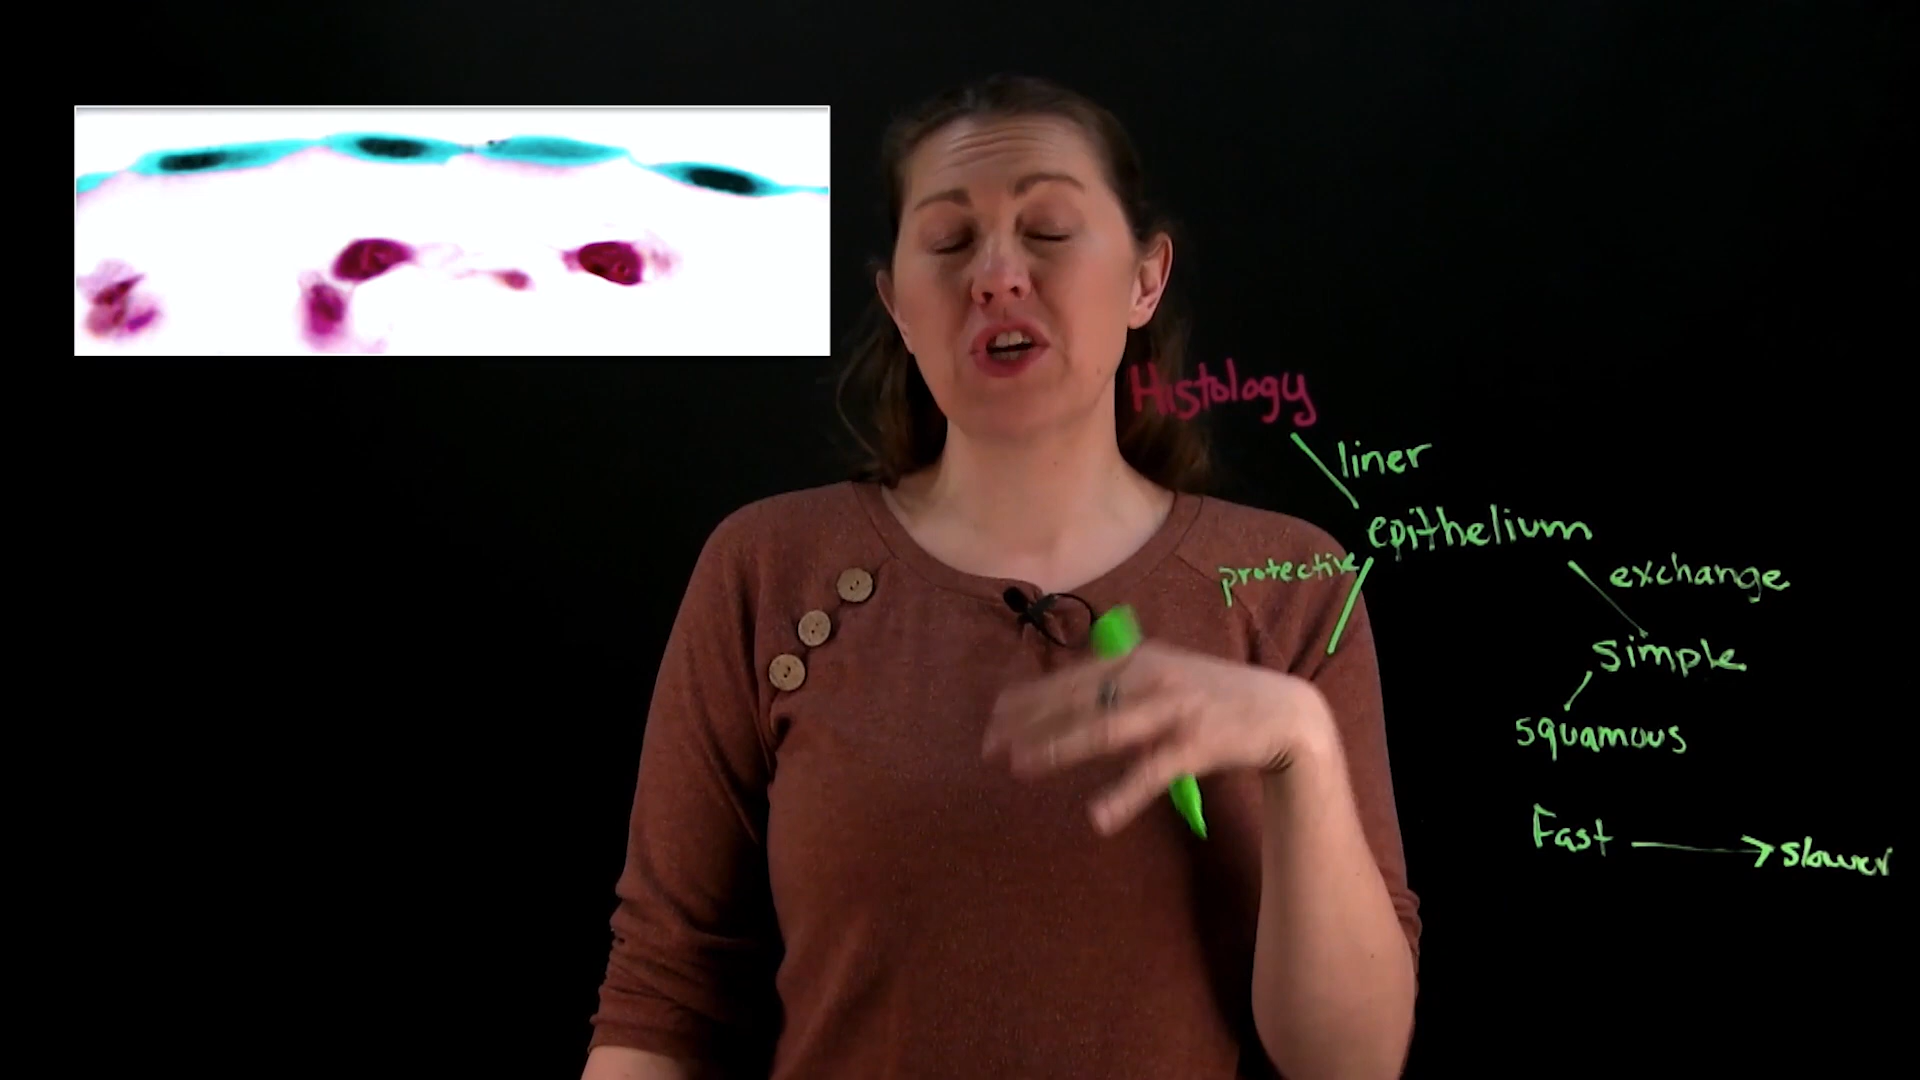 Histology
liner
epithelium
protective
exchange
simple
squamous
Fast → slower